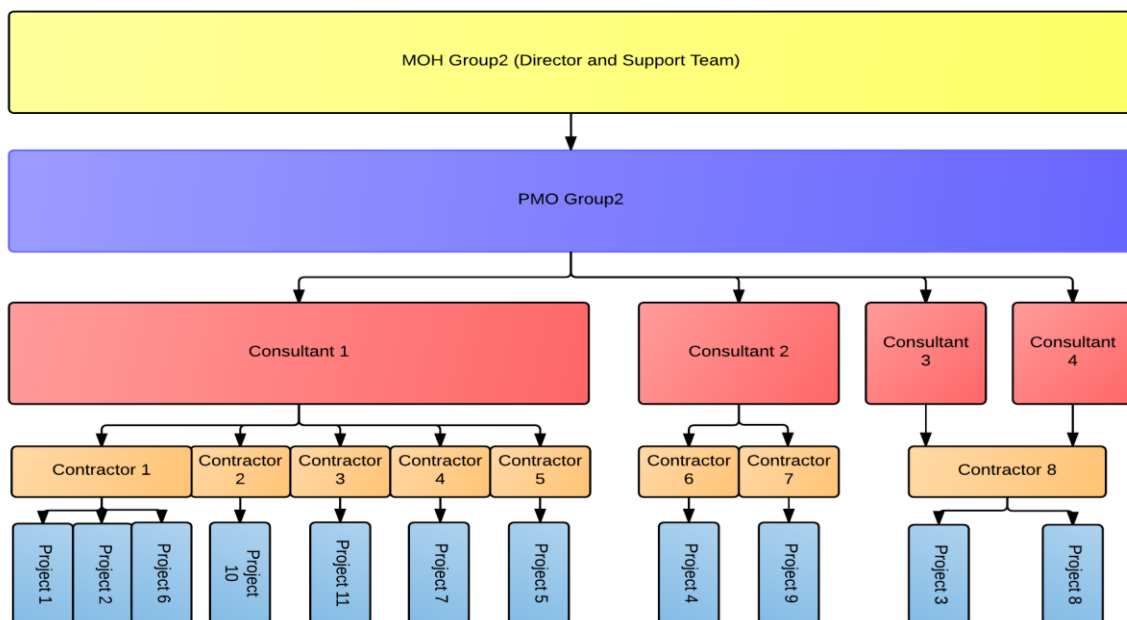 MOH Group2 (Director and Support Team)
PMO Group2
Consultant 1
Consultant 2
Consultant
3
Consultant
4
Contractor 1
Contractor
2
Contractor
3
Contractor
4
Contractor
5
Contractor
6
Contractor
7
Contractor 8
Project 1
Project 2
Project 6
Project
10
Project 11
Project 7
Project 5
Project 4
Project 9
Project 3
Project 8